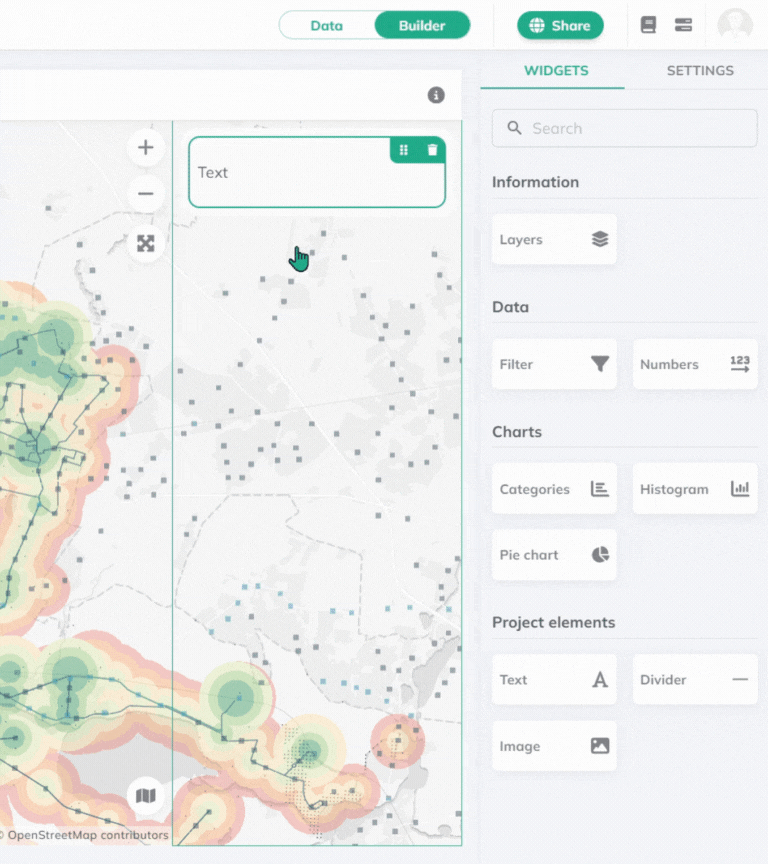 Data
Builder
Share
WIDGETS
SETTINGS
Search
Text
Information
Layers
Data
Filter
Numbers
123
Charts
Categories
Histogram
Pie chart
Project elements
Text
A
Divider
Image
© OpenStreetMap contributors